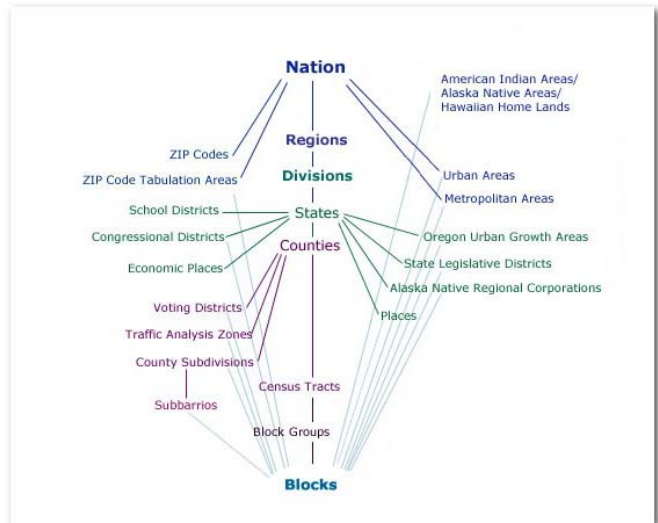 Nation
American Indian Areas/
Alaska Native Areas/
Hawaiian Home Lands
Regions
ZIP Codes
Divisions
Urban Areas
ZIP Code Tabulation Areas
Metropolitan Areas
School Districts
States
Congressional Districts
Oregon Urban Growth Areas
Counties
Economic Places
State Legislative Districts
Alaska Native Regional Corporations
Voting Districts
Places
Traffic Analysis Zones
County Subdivisions
Census Tracts
Subbarrios
Block Groups
Blocks